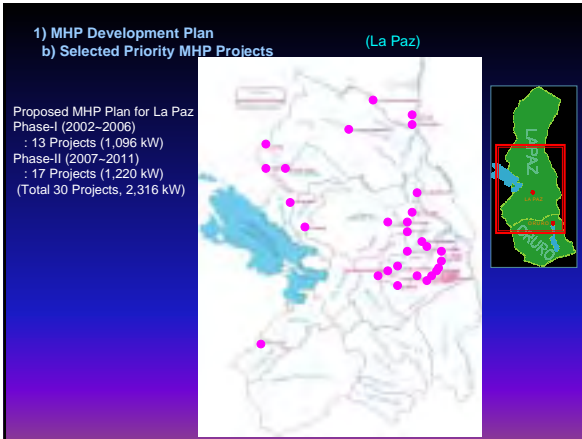 1) MHP Development Plan
b) Selected Priority MHP Projects
(La Paz)
Proposed MHP Plan for La Paz
Phase-I (2002~2006)
: 13 Projects (1,096 kW)
Phase-II (2007~2011)
: 17 Projects (1,220 kW)
(Total 30 Projects, 2,316 kW)
LAPAZ
LA PAZ
ORURO